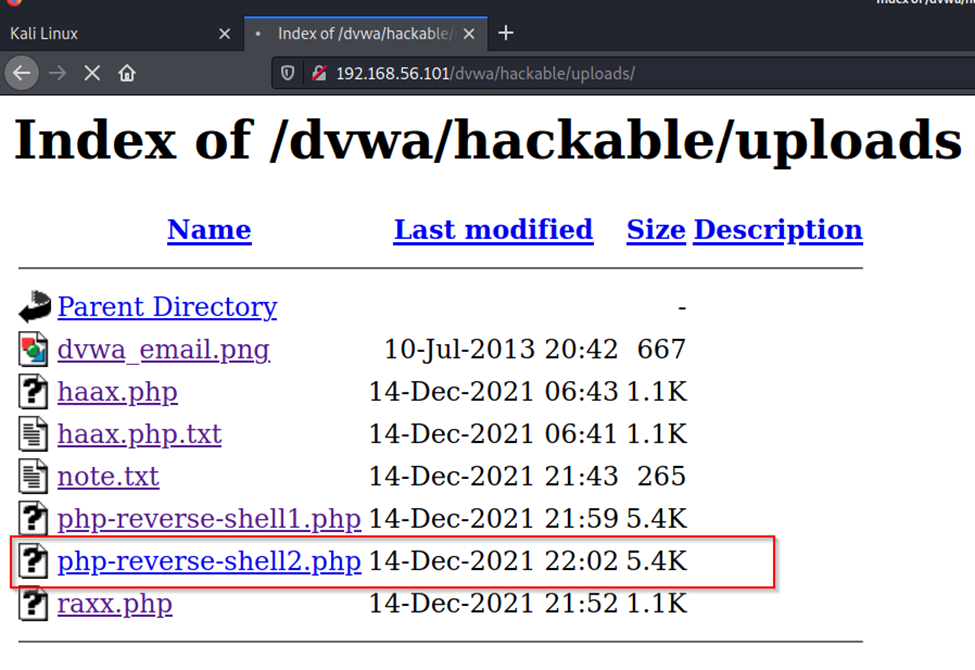 Index of /dvwa/h
Kali Linux
Index of /dvwa/hackable/
192.168.56.101/dvwa/hackable/uploads/
Index of /dvwa/hackable/uploads
Name Last modified Size Description
Parent Directory -
dvwa_email.png 10-Jul-2013 20:42 667
haax.php 14-Dec-2021 06:43 1.1K
haax.php.txt 14-Dec-2021 06:41 1.1K
note.txt 14-Dec-2021 21:43 265
php-reverse-shell1.php 14-Dec-2021 21:59 5.4K
php-reverse-shell2.php 14-Dec-2021 22:02 5.4K
raxx.php 14-Dec-2021 21:52 1.1K